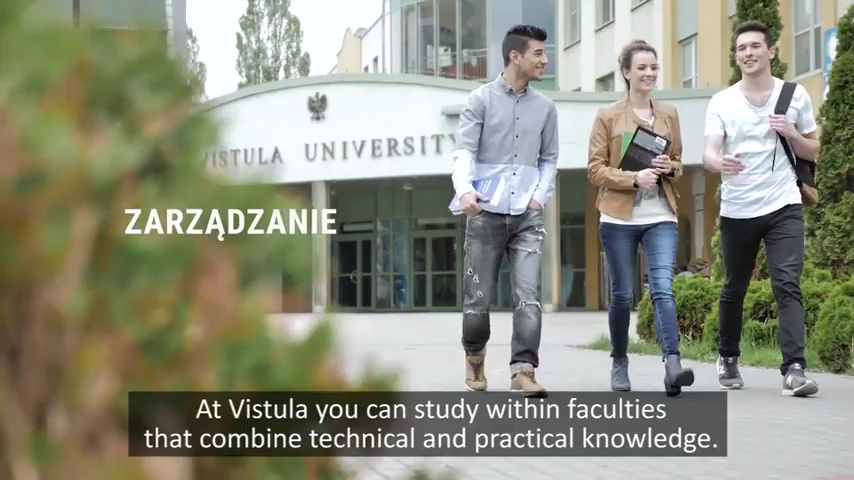 VISTULA UNIVERSITY
ZARZĄDZANIE
At Vistula you can study within faculties
that combine technical and practical knowledge.